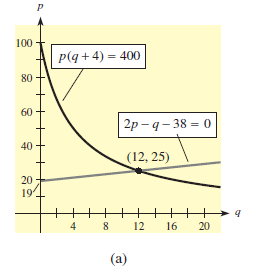 p
100
p(q + 4) = 400
80
60
2p – q – 38 = 0
40
(12, 25)
20
19
q
4 8 12 16 20
(a)